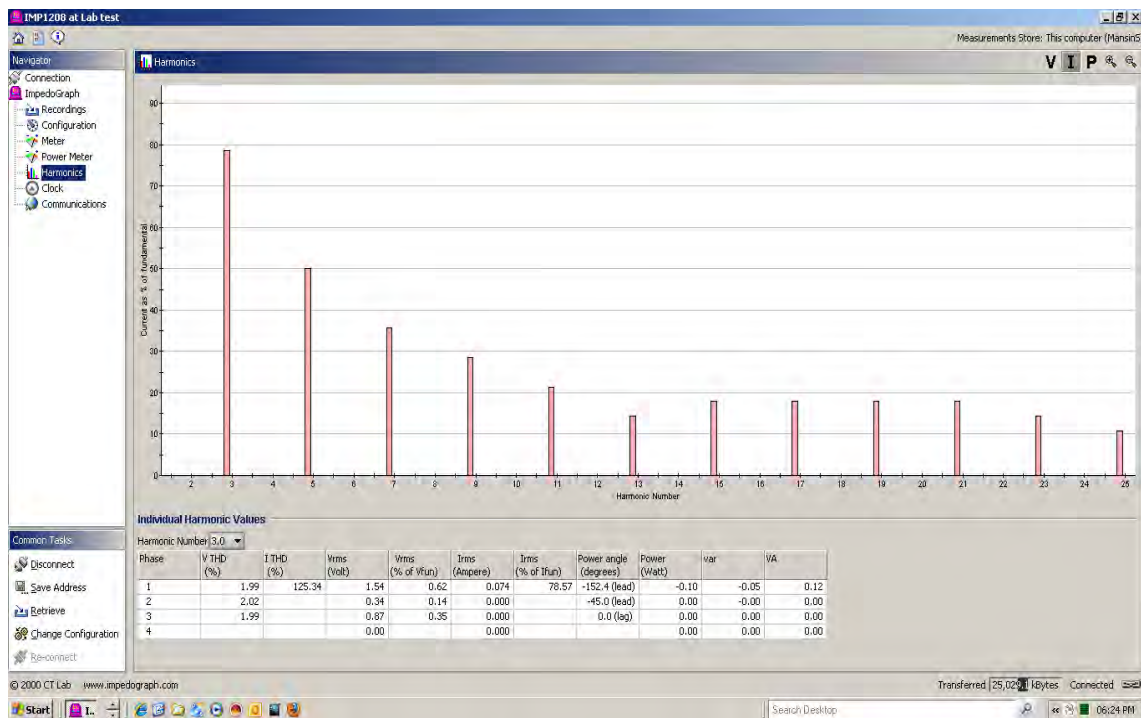 IMP1208 at Lab test
Measurements Store: This computer (MansinS
Navigator
Connection
ImpedoGraph
Recordings
Configuration
Meter
Power Meter
Harmonics
Clock
Communications
Harmonics
V I P
Current as % of fundamental
90
80
70
60
50
40
30
20
10
0
2 3 4 5 6 7 8 9 10 11 12 13 14 15 16 17 18 19 20 21 22 23 24 25
Harmonic Number
Individual Harmonic Values
Harmonic Number 3.0
Phase V THD (%) I THD (%) Vrms (Volt) Vrms (% of Vfun) Irms (Ampere) Irms (% of Ifun) Power angle (degrees) Power (Watt) var VA
1 1.99 125.34 1.54 0.62 0.074 78.57 -152.4 (lead) -0.10 -0.05 0.12
2 2.02 0.34 0.14 0.000 -45.0 (lead) 0.00 -0.00 0.00
3 1.99 0.87 0.35 0.000 0.0 (lag) 0.00 0.00 0.00
4 0.00 0.000 0.00 0.00 0.00
Common Tasks
Disconnect
Save Address
Retrieve
Change Configuration
Re-connect
© 2000 CT Lab www.impedograph.com
Transferred kBytes Connected
Start I.. Search Desktop 06:24 PM